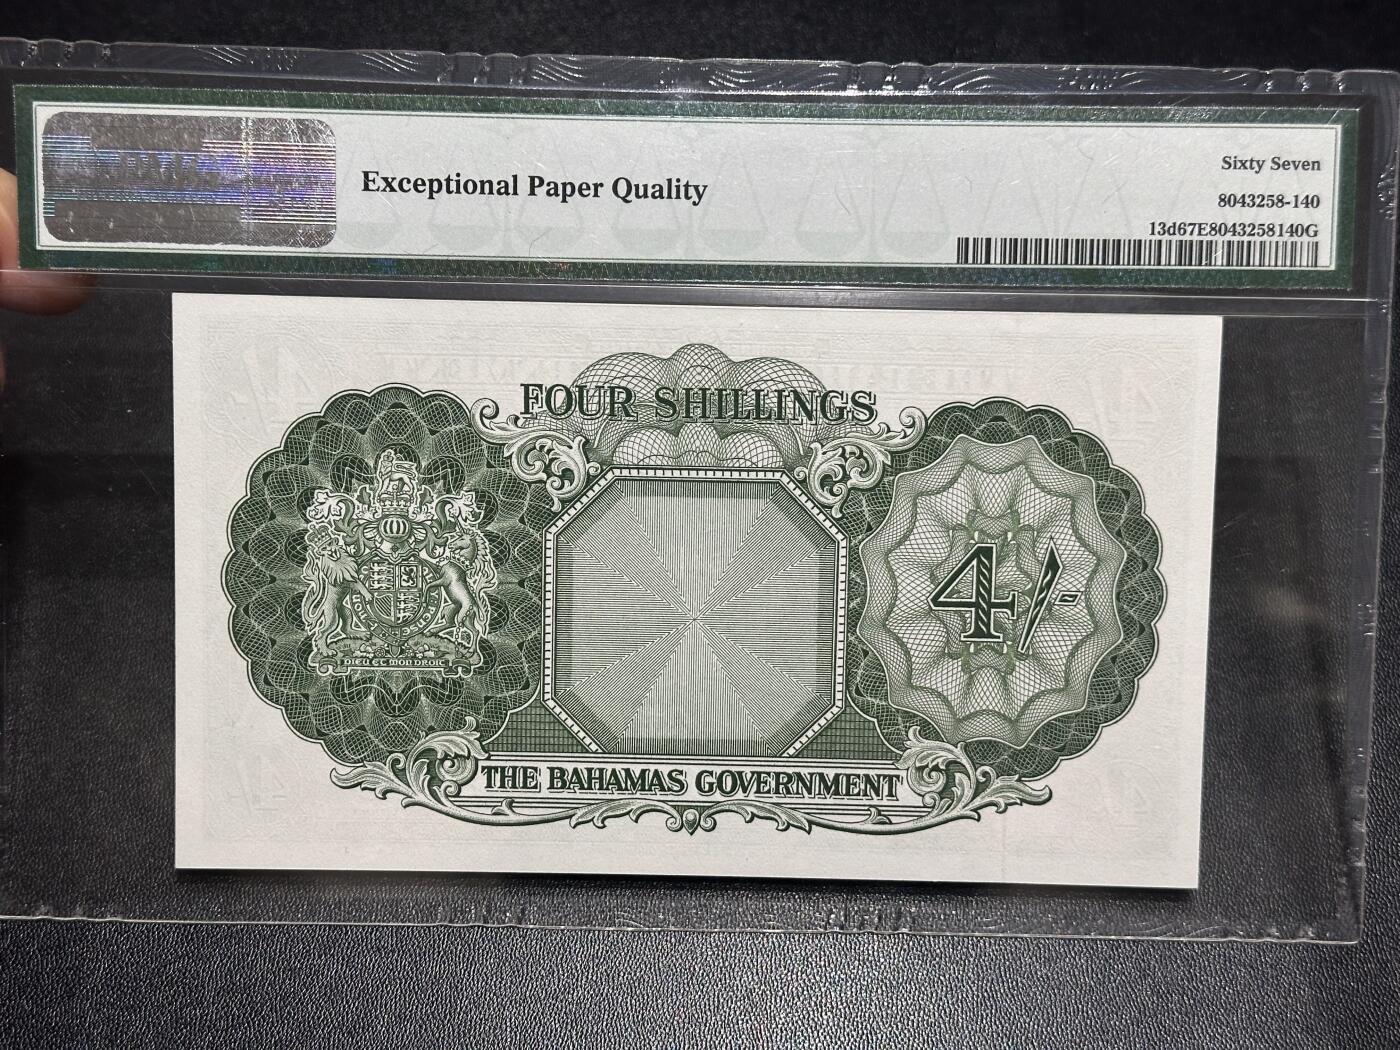 Exceptional Paper Quality
Sixty Seven
8043258-140
13d67E8043258140G
FOUR SHILLINGS
4/-
DIEU ET MON DROIT
THE BAHAMAS GOVERNMENT